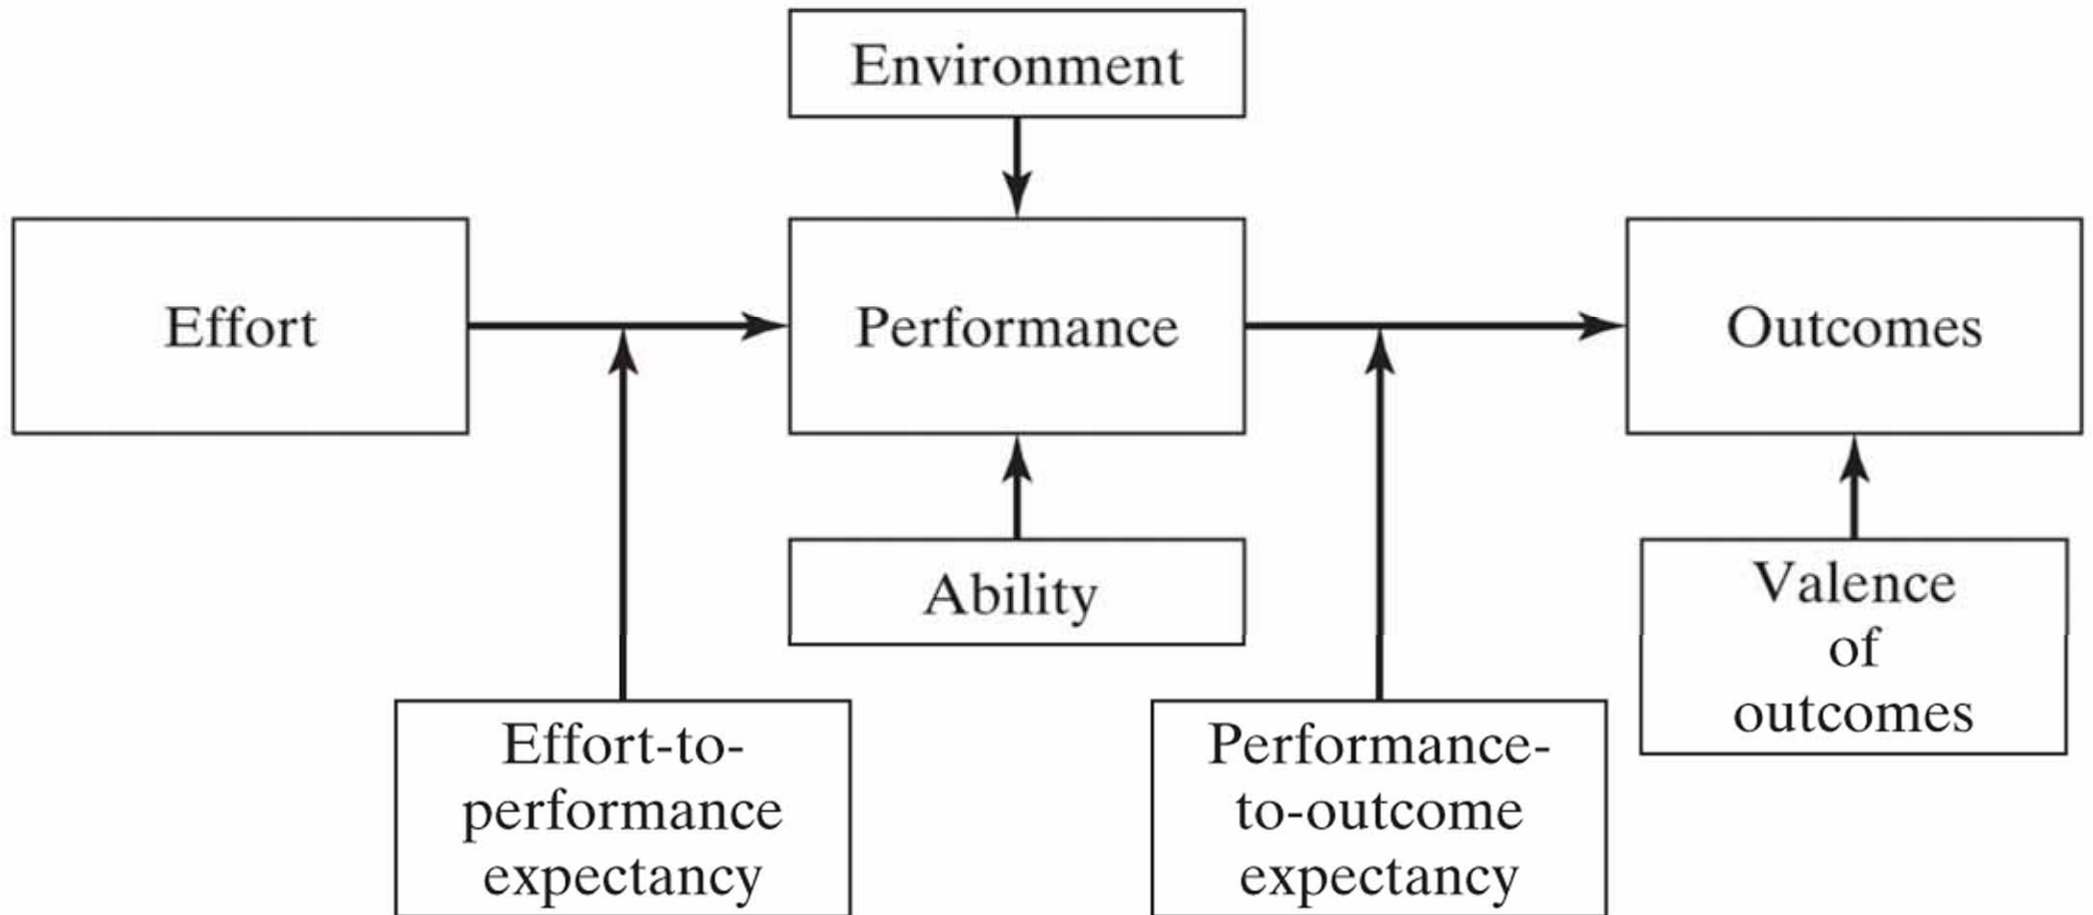 Environment
Effort
Performance
Outcomes
Ability
Valence
of
outcomes
Effort-to-
performance
expectancy
Performance-
to-outcome
expectancy